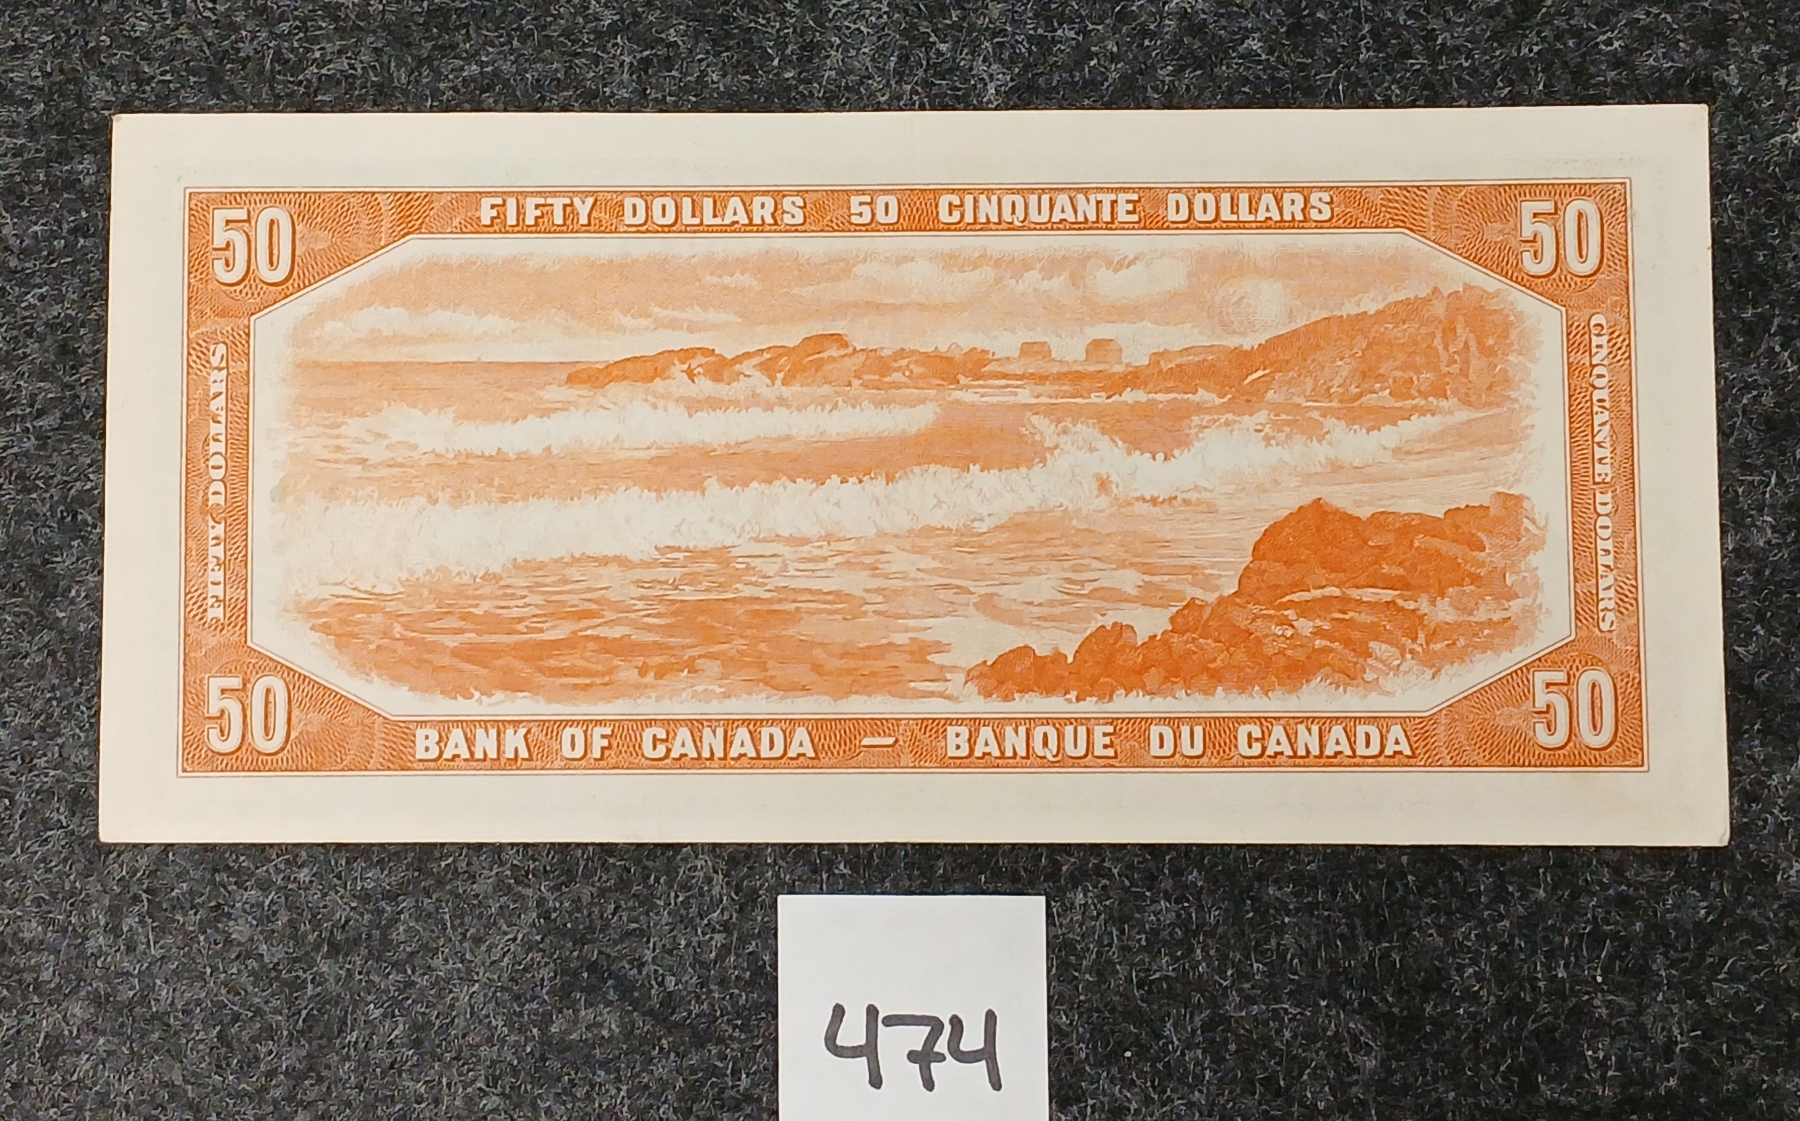 FIFTY DOLLARS 50 CINQUANTE DOLLARS
50
50
FIFTY DOLLARS
CINQUANTE DOLLARS
50
50
BANK OF CANADA — BANQUE DU CANADA
474